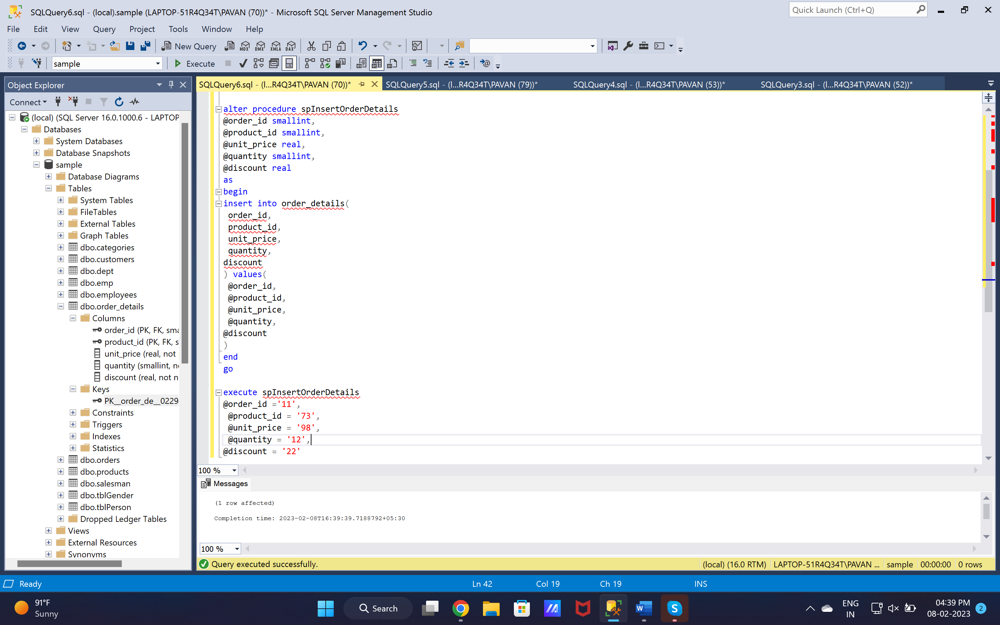 SQLQuery6.sql - (local).sample (LAPTOP-51R4Q34T\PAVAN (70))* - Microsoft SQL Server Management Studio
Quick Launch (Ctrl+Q)
File Edit View Query Project Tools Window Help
New Query MDX DMX XMLA DAX
sample Execute
Object Explorer
Connect
(local) (SQL Server 16.0.1000.6 - LAPTOP
Databases
System Databases
Database Snapshots
sample
Database Diagrams
Tables
System Tables
FileTables
External Tables
Graph Tables
dbo.categories
dbo.customers
dbo.dept
dbo.emp
dbo.employees
dbo.order_details
Columns
order_id (PK, FK, sma
product_id (PK, FK, s
unit_price (real, not
quantity (smallint, n
discount (real, not n
Keys
PK__order_de__0229
Constraints
Triggers
Indexes
Statistics
dbo.orders
dbo.products
dbo.salesman
dbo.tblGender
dbo.tblPerson
Dropped Ledger Tables
Views
External Resources
Synonyms
SQLQuery6.sql - (l...R4Q34T\PAVAN (70))* SQLQuery5.sql - (l...R4Q34T\PAVAN (79))* SQLQuery4.sql - (l...R4Q34T\PAVAN (53))* SQLQuery3.sql - (l...R4Q34T\PAVAN (52))*
alter procedure spInsertOrderDetails
@order_id smallint,
@product_id smallint,
@unit_price real,
@quantity smallint,
@discount real
as
begin
insert into order_details(
order_id,
product_id,
unit_price,
quantity,
discount
) values(
@order_id,
@product_id,
@unit_price,
@quantity,
@discount
)
end
go
execute spInsertOrderDetails
@order_id ='11',
@product_id = '73',
@unit_price = '98',
@quantity = '12',
@discount = '22'
100 %
Messages
(1 row affected)
Completion time: 2023-02-08T16:39:39.7188792+05:30
100 %
Query executed successfully. (local) (16.0 RTM) LAPTOP-51R4Q34T\PAVAN ... sample 00:00:00 0 rows
Ready Ln 42 Col 19 Ch 19 INS
91°F
Sunny
Search
ENG
IN
04:39 PM
08-02-2023
2